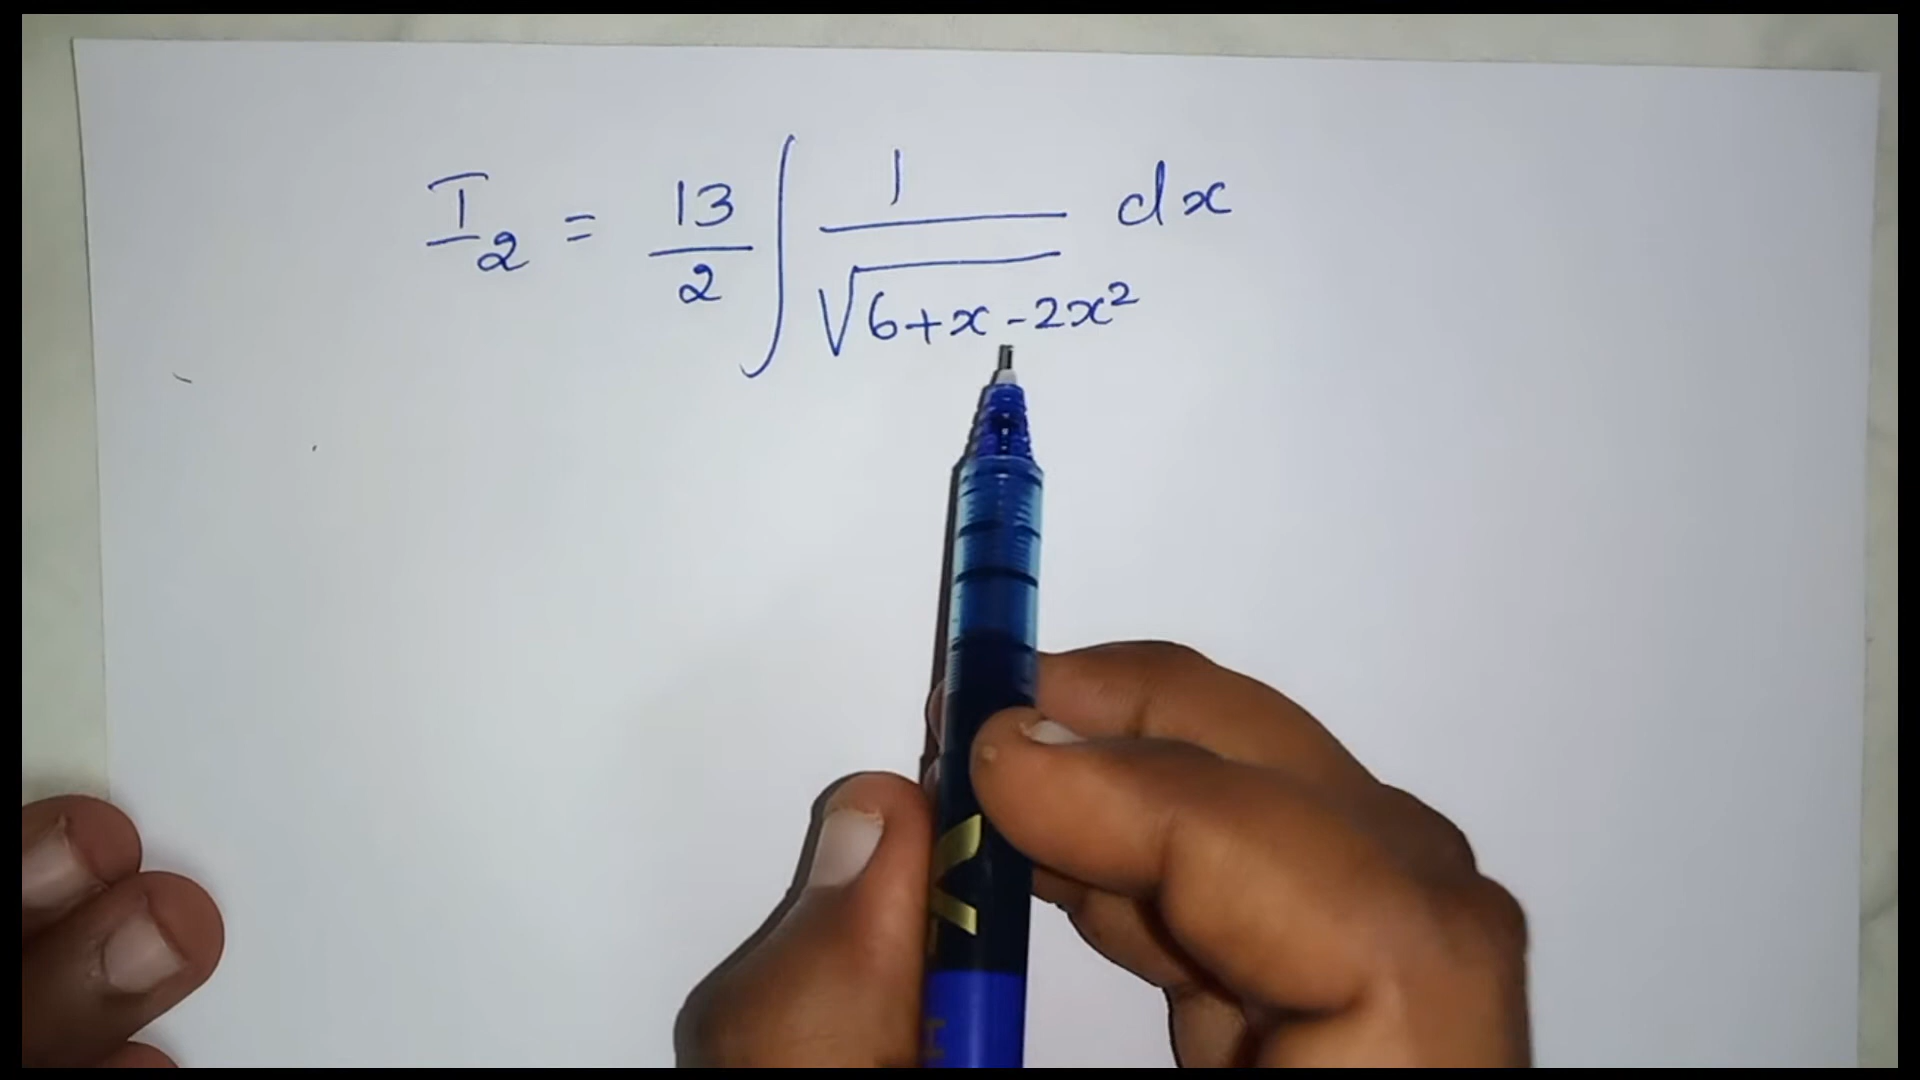 I₂ = 13/2 ∫ 1/√(6+x-2x²) dx
V